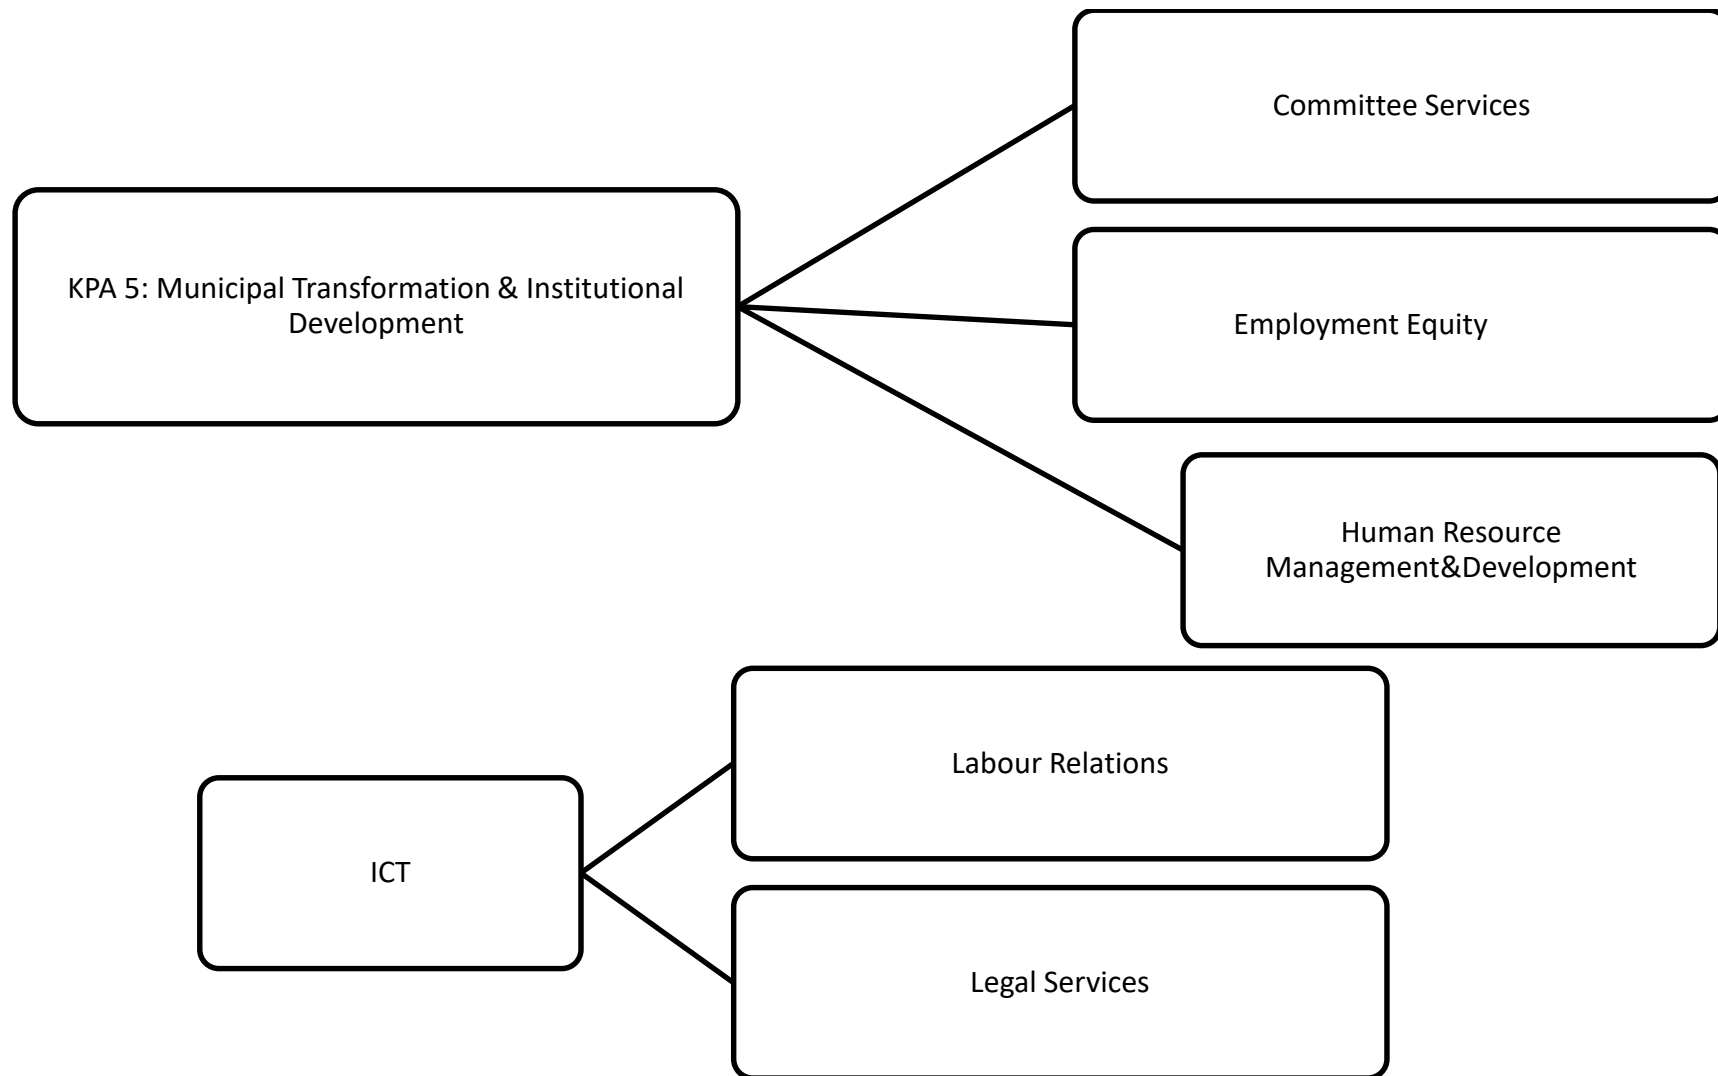 Committee Services
KPA 5: Municipal Transformation & Institutional
Development
Employment Equity
Human Resource
Management&Development
Labour Relations
ICT
Legal Services